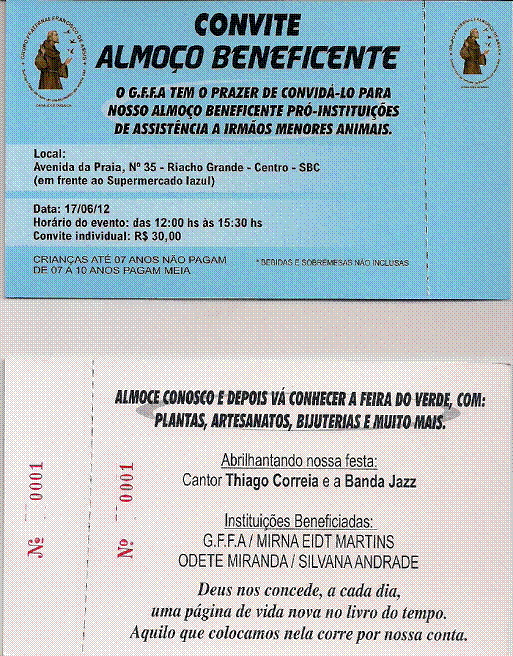 CONVITE
ALMOÇO BENEFICENTE
O G.F.F.A TEM O PRAZER DE CONVIDÁ-LO PARA
NOSSO ALMOÇO BENEFICENTE PRÓ-INSTITUIÇÕES
DE ASSISTÊNCIA A IRMÃOS MENORES ANIMAIS.
Local:
Avenida da Praia, Nº 35 - Riacho Grande - Centro - SBC
(em frente ao Supermercado Iazul)
Data: 17/06/12
Horário do evento: das 12:00 hs às 15:30 hs
Convite individual: R$ 30,00
CRIANÇAS ATÉ 07 ANOS NÃO PAGAM
DE 07 A 10 ANOS PAGAM MEIA
* BEBIDAS E SOBREMESAS NÃO INCLUSAS
ALMOCE CONOSCO E DEPOIS VÁ CONHECER A FEIRA DO VERDE, COM:
PLANTAS, ARTESANATOS, BIJUTERIAS E MUITO MAIS.
Abrilhantando nossa festa:
Cantor Thiago Correia e a Banda Jazz
Instituições Beneficiadas:
G.F.F.A / MIRNA EIDT MARTINS
ODETE MIRANDA / SILVANA ANDRADE
Deus nos concede, a cada dia,
uma página de vida nova no livro do tempo.
Aquilo que colocamos nela corre por nossa conta.
Nº 0001
Nº 0001